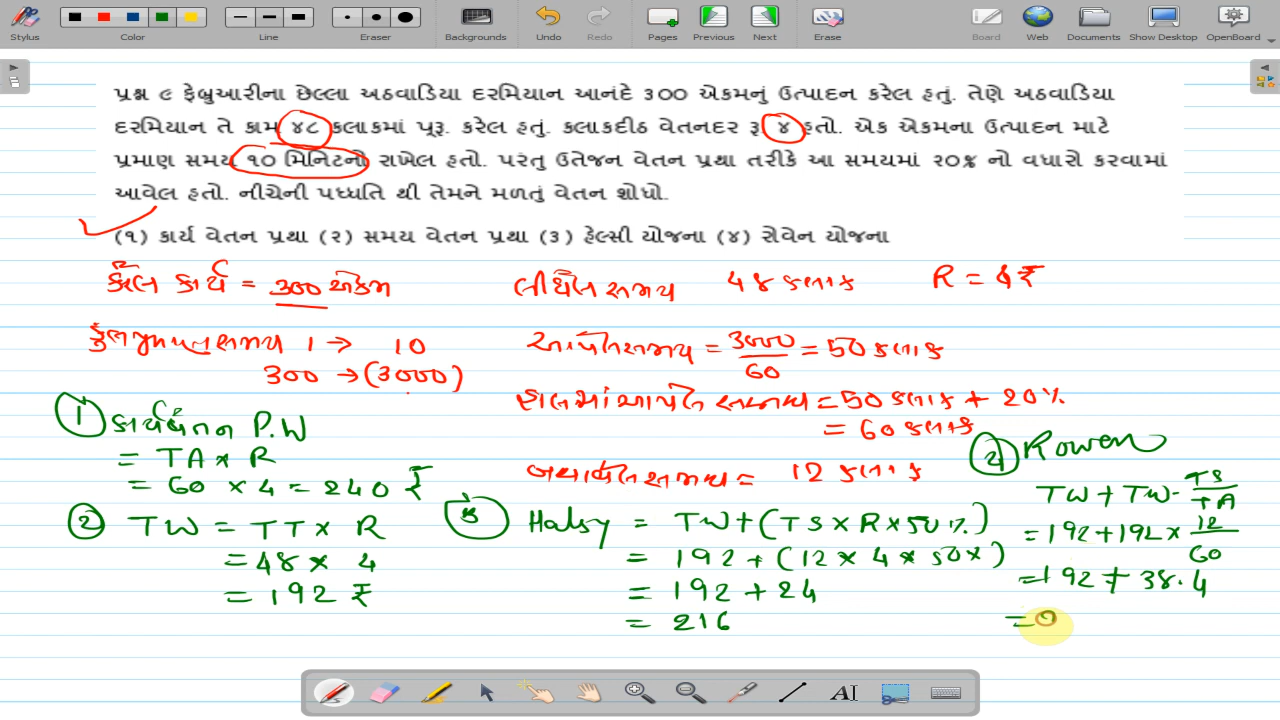 Stylus Color Line Eraser Backgrounds Undo Redo Pages Previous Next Erase Board Web Documents Show Desktop OpenBoard
પ્રશ્ન ૯ ફેબ્રુઆરીના છેલ્લા અઠવાડિયા દરમિયાન આનંદે 300 એકમનું ઉત્પાદન કરેલ હતું. તેણે અઠવાડિયા
દરમિયાન તે કામ ૪૮ કલાકમાં પૂરૂ. કરેલ હતું. કલાકદીઠ વેતનદર રૂ ૪ હતો. એક એકમના ઉત્પાદન માટે
પ્રમાણ સમય ૧૦ મિનિટનો રાખેલ હતો. પરંતુ ઉતેજન વેતન પ્રથા તરીકે આ સમયમાં ૨૦% નો વધારો કરવામાં
આવેલ હતો. નીચેની પધ્ધતિ થી તેમને મળતું વેતન શોધો.
(૧) કાર્ય વેતન પ્રથા (૨) સમય વેતન પ્રથા (૩) હેલ્સી યોજના (૪) રોવેન યોજના
કરેલ કાર્ય = 300 એકમ
લીધેલ સમય 48 કલાક R = 4 ₹
સમય 1 → 10
300 → (3000)
સમય = 3000/60 = 50 કલાક
સમય = 50 કલાક + 20%
= 60 કલાક
સમય = 12 કલાક
① કાર્યવેતન P.W
= TA × R
= 60 × 4 = 240 ₹
② TW = TT × R
= 48 × 4
= 192 ₹
Halsy = TW + (TS × R × 50%)
= 192 + (12 × 4 × 50%)
= 192 + 24
= 216
Rowen
TW + TW · TS/TA
= 192 + 192 × 12/60
= 192 + 38.4
=